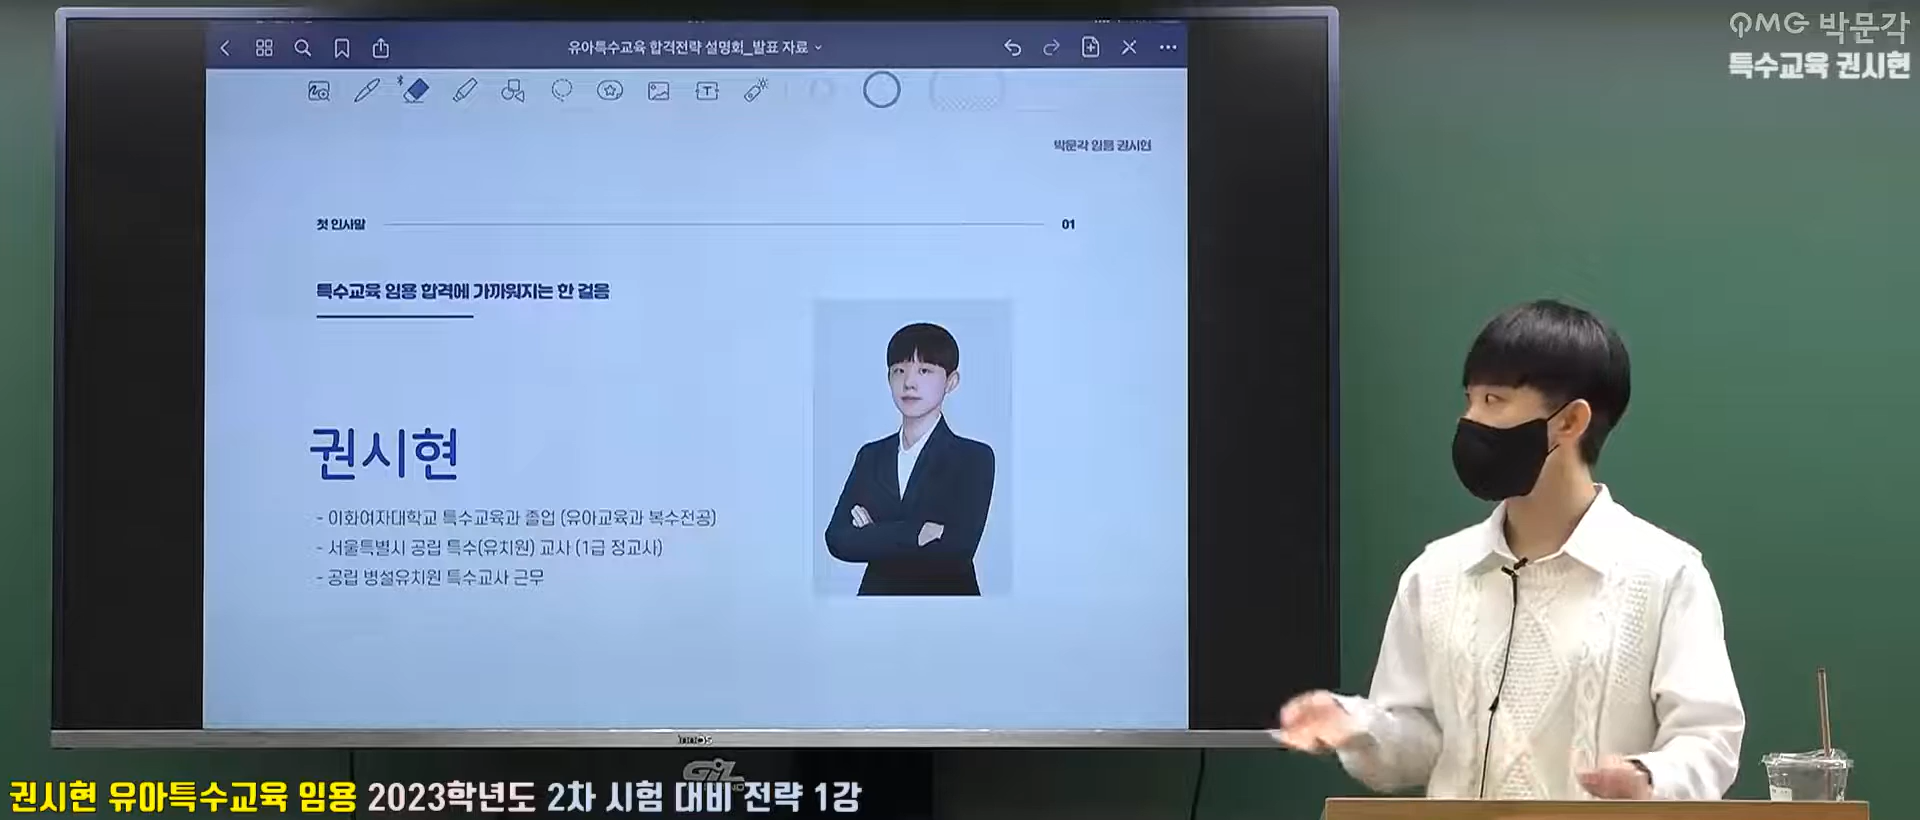 유아특수교육 합격전략 설명회_발표 자료
PMG 박문각
특수교육 권시현
박문각 임용 권시현
첫 인사말 01
특수교육 임용 합격에 가까워지는 한 걸음
권시현
- 이화여자대학교 특수교육과 졸업 (유아교육과 복수전공)
- 서울특별시 공립 특수(유치원) 교사 (1급 정교사)
- 공립 병설유치원 특수교사 근무
권시현 유아특수교육 임용 2023학년도 2차 시험 대비 전략 1강